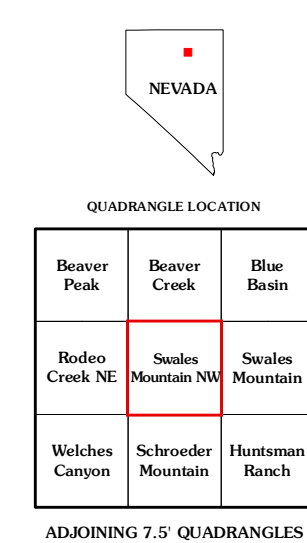 NEVADA
QUADRANGLE LOCATION
Beaver
Peak
Beaver
Creek
Blue
Basin
Rodeo
Creek NE
Swales
Mountain NW
Swales
Mountain
Welches
Canyon
Schroeder
Mountain
Huntsman
Ranch
ADJOINING 7.5' QUADRANGLES